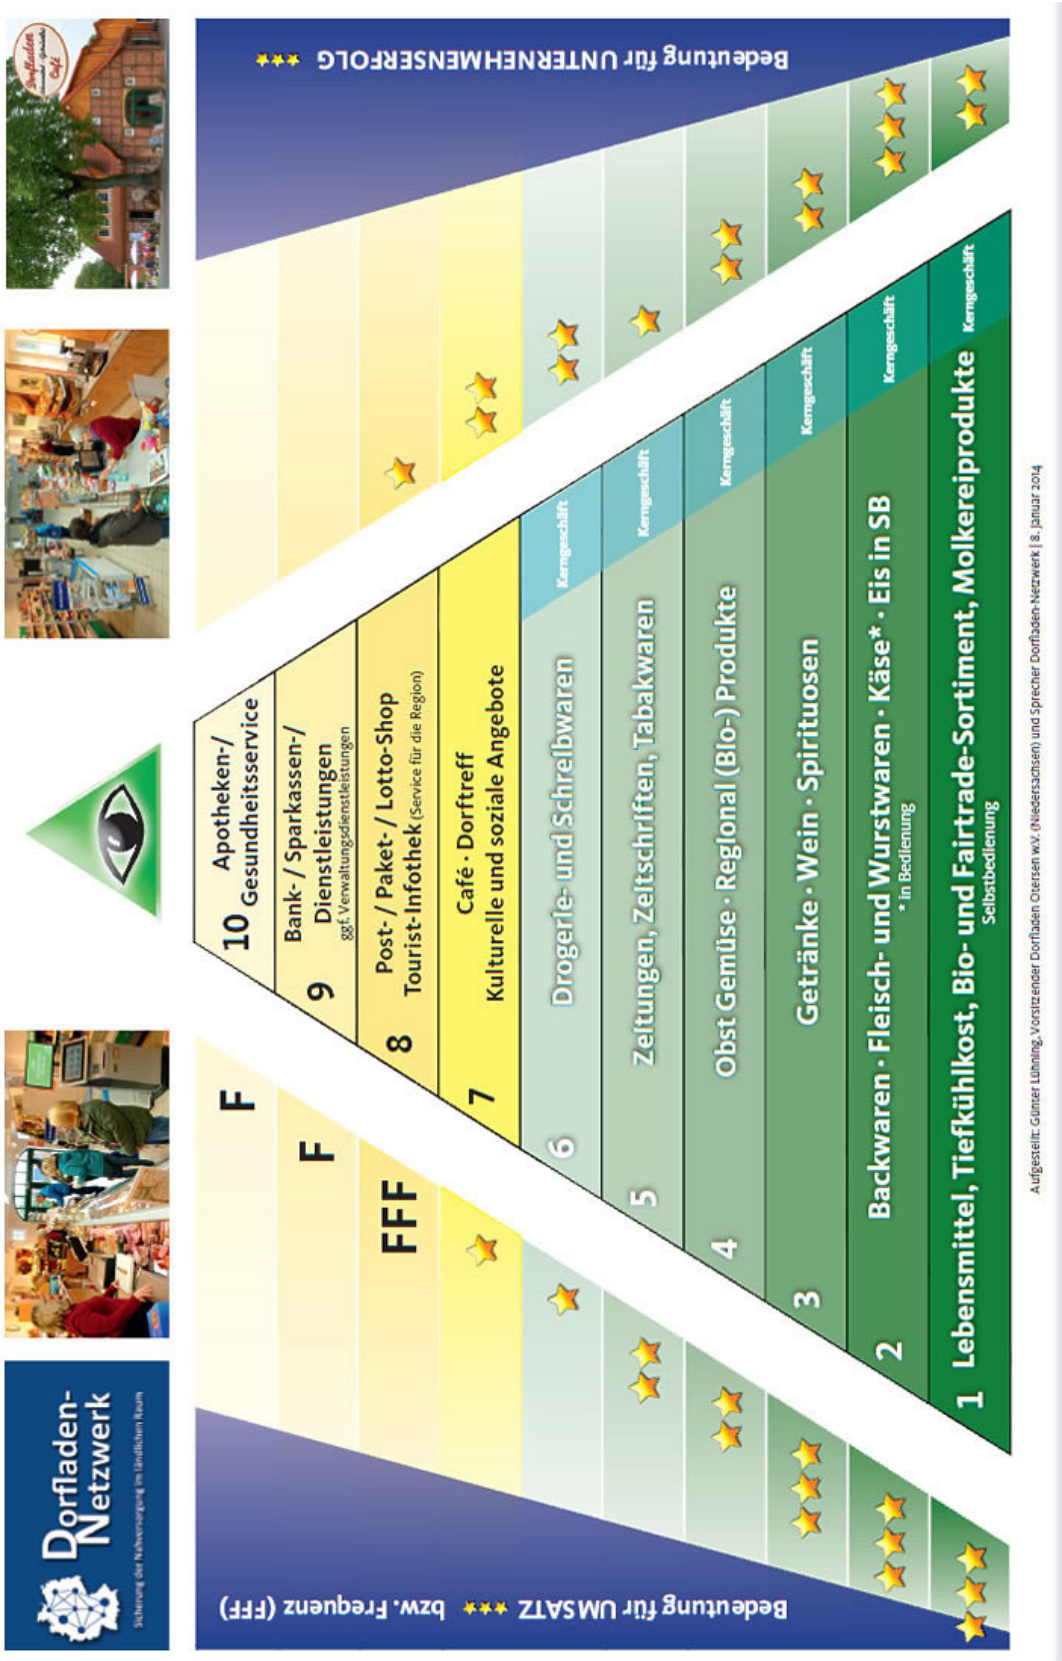 Dorfladen-
Netzwerk
Sicherung der Nahversorgung im ländlichen Raum
Dorfladen
Café
Bedeutung für UMSATZ bzw. Frequenz (FFF)
Bedeutung für UNTERNEHMENSERFOLG
F
10 Apotheken-/
Gesundheitsservice
F
9 Bank- / Sparkassen-/
Dienstleistungen
ggf. Verwaltungsdienstleistungen
FFF
8 Post- / Paket- / Lotto-Shop
Tourist-Infothek (Service für die Region)
7 Café · Dorftreff
Kulturelle und soziale Angebote
6 Drogerie- und Schreibwaren Kerngeschäft
5 Zeitungen, Zeitschriften, Tabakwaren Kerngeschäft
4 Obst Gemüse · Regional (Bio-) Produkte Kerngeschäft
3 Getränke · Wein · Spirituosen Kerngeschäft
2 Backwaren · Fleisch- und Wurstwaren · Käse* · Eis in SB Kerngeschäft
* in Bedienung
1 Lebensmittel, Tiefkühlkost, Bio- und Fairtrade-Sortiment, Molkereiprodukte Kerngeschäft
Selbstbedienung
Aufgestellt: Günter Lühning, Vorsitzender Dorfladen Otersen w.V. (Niedersachsen) und Sprecher Dorfladen-Netzwerk | 8. Januar 2014